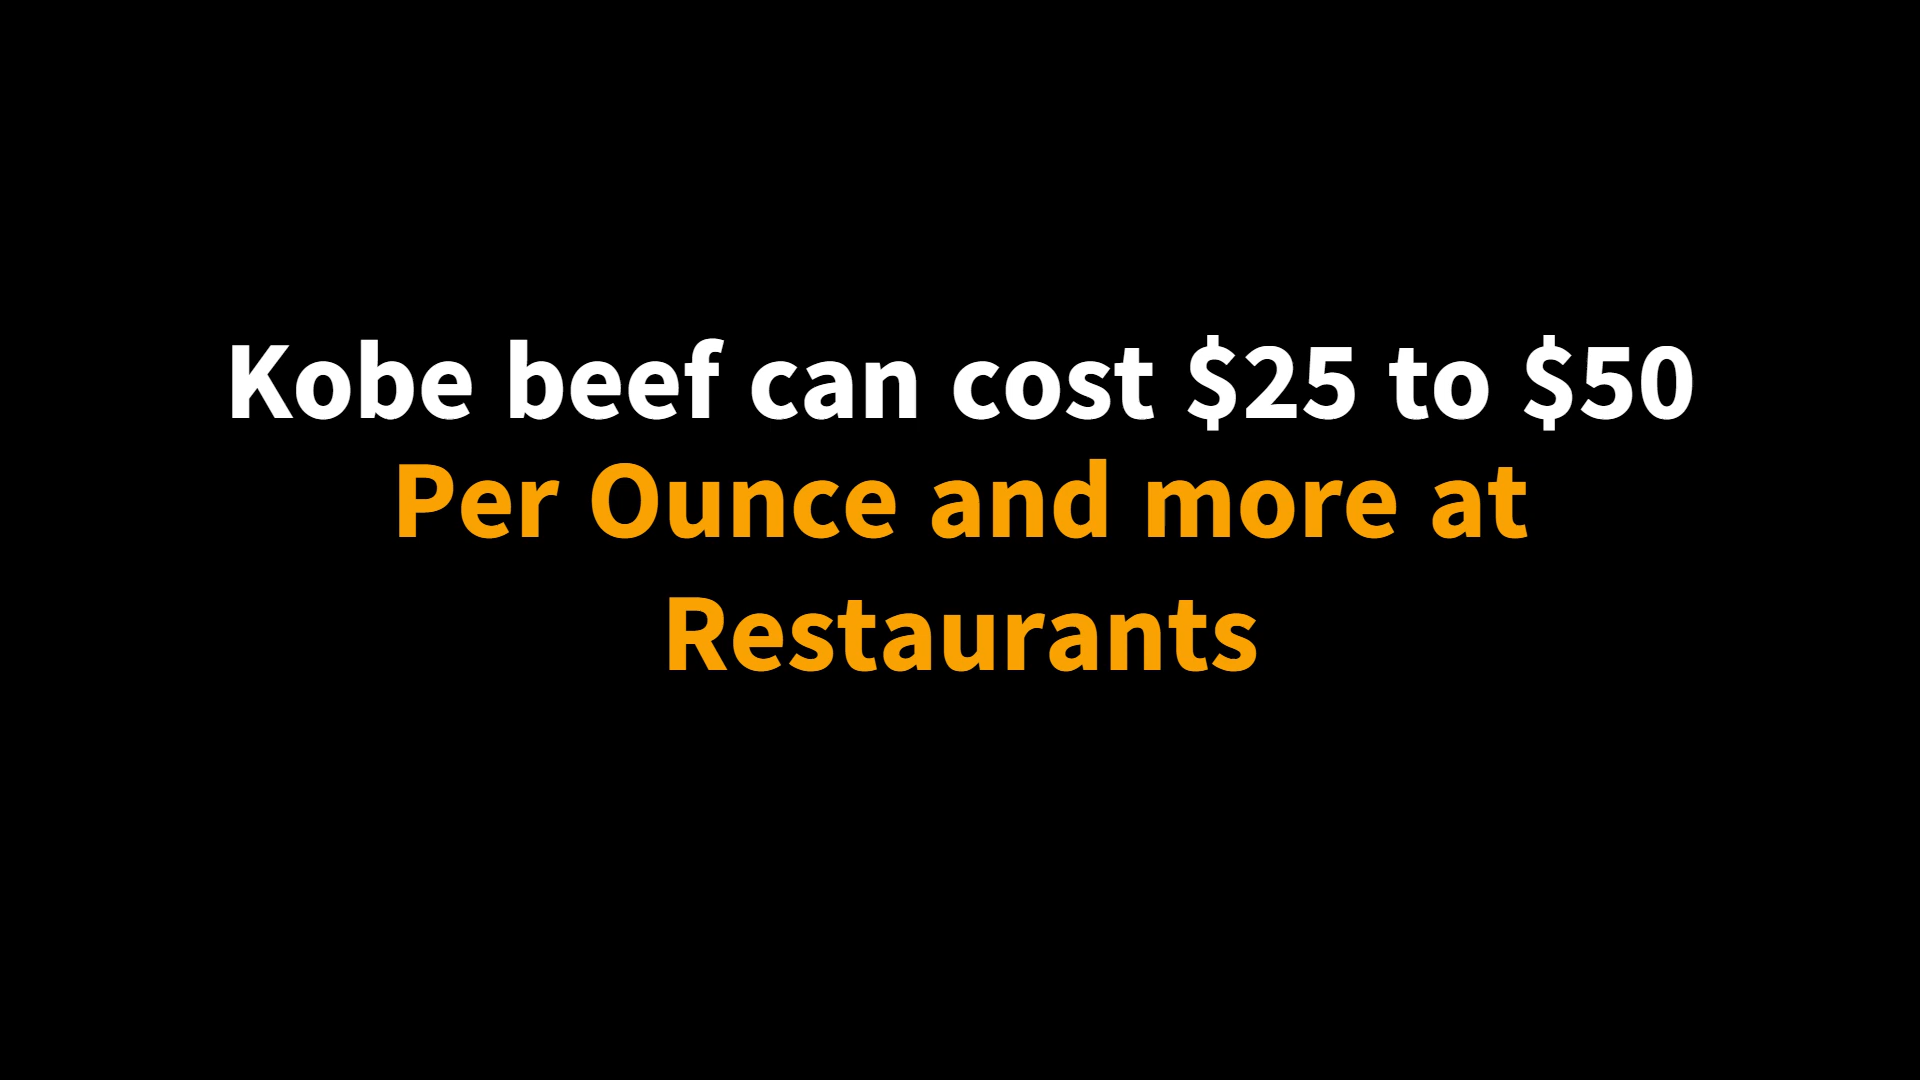 Kobe beef can cost $25 to $50
Per Ounce and more at
Restaurants